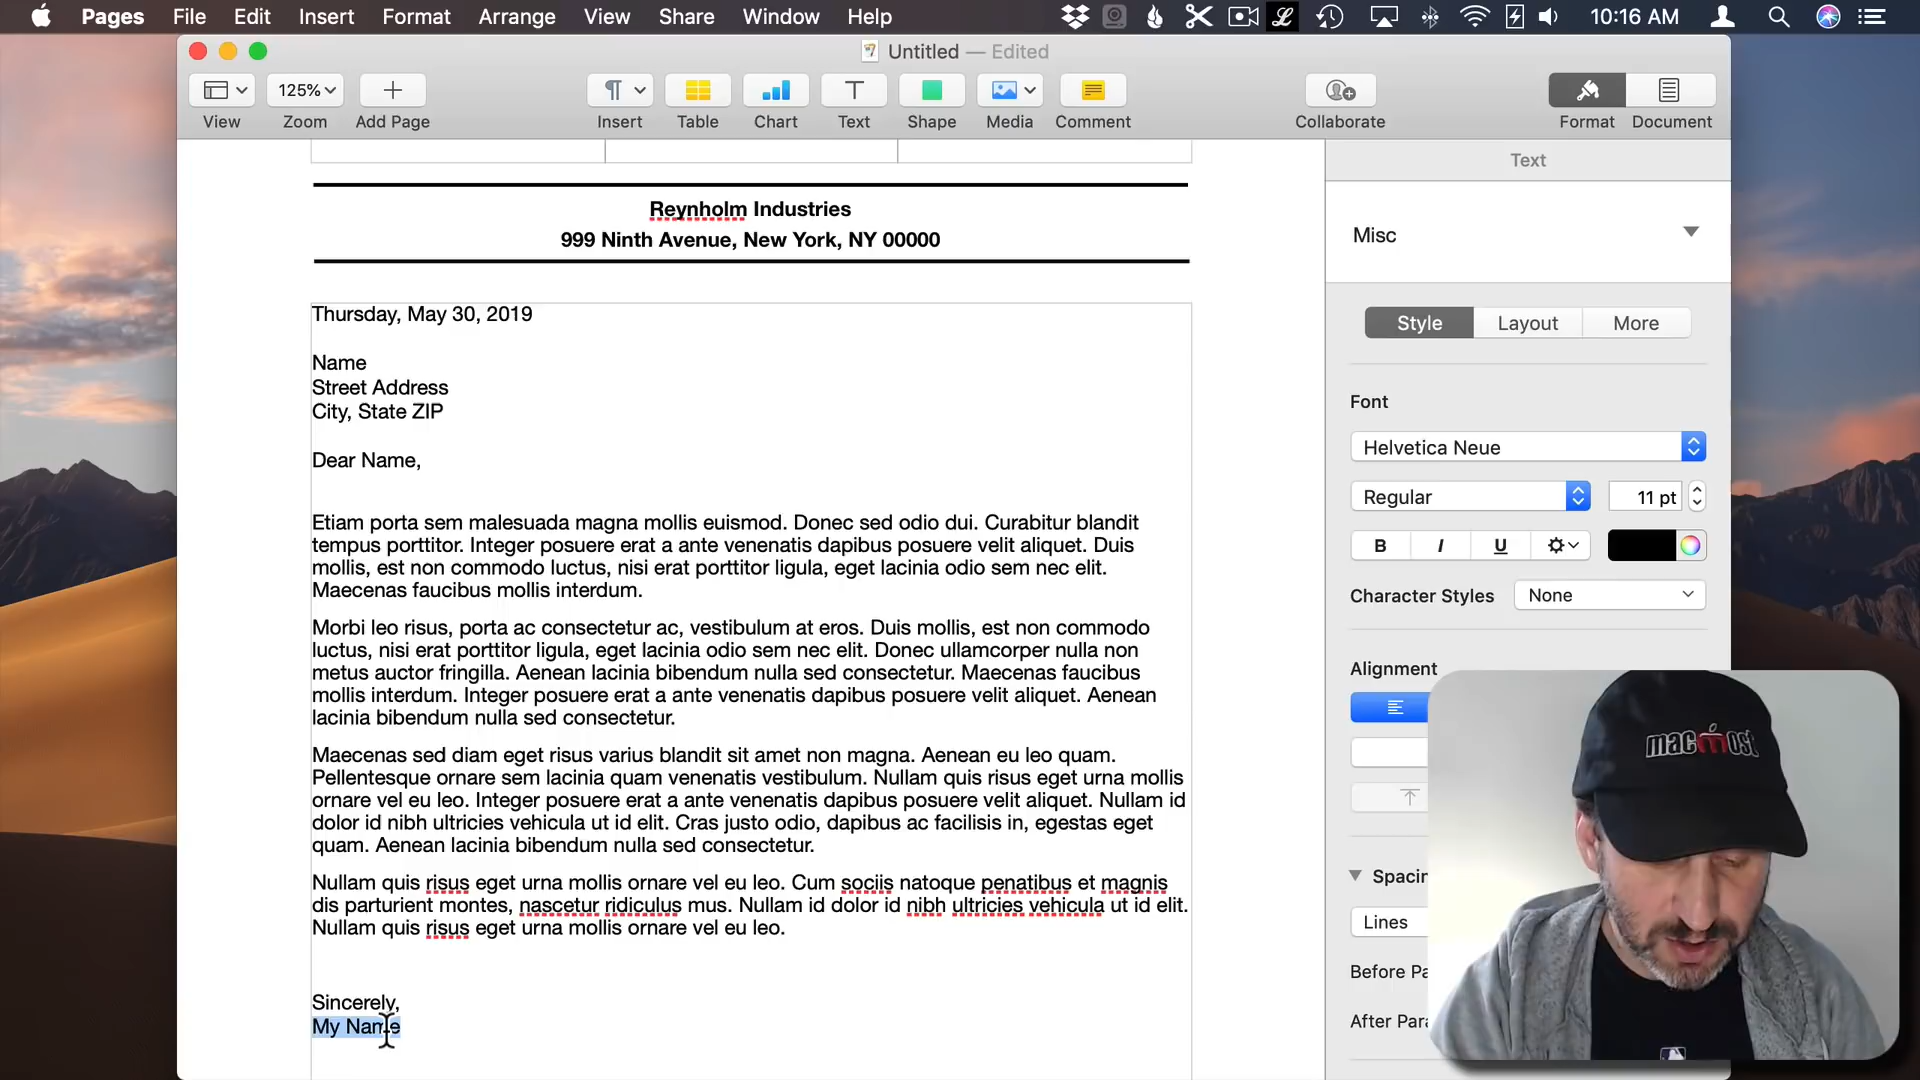 Pages File Edit Insert Format Arrange View Share Window Help 10:16 AM
Untitled — Edited
125%
View Zoom Add Page Insert Table Chart Text Shape Media Comment Collaborate Format Document
Text
Misc
Style Layout More
Font
Helvetica Neue
Regular 11 pt
B I U
Character Styles None
Alignment
Lines
Reynholm Industries
999 Ninth Avenue, New York, NY 00000
Thursday, May 30, 2019
Name
Street Address
City, State ZIP
Dear Name,
Etiam porta sem malesuada magna mollis euismod. Donec sed odio dui. Curabitur blandit
tempus porttitor. Integer posuere erat a ante venenatis dapibus posuere velit aliquet. Duis
mollis, est non commodo luctus, nisi erat porttitor ligula, eget lacinia odio sem nec elit.
Maecenas faucibus mollis interdum.
Morbi leo risus, porta ac consectetur ac, vestibulum at eros. Duis mollis, est non commodo
luctus, nisi erat porttitor ligula, eget lacinia odio sem nec elit. Donec ullamcorper nulla non
metus auctor fringilla. Aenean lacinia bibendum nulla sed consectetur. Maecenas faucibus
mollis interdum. Integer posuere erat a ante venenatis dapibus posuere velit aliquet. Aenean
lacinia bibendum nulla sed consectetur.
Maecenas sed diam eget risus varius blandit sit amet non magna. Aenean eu leo quam.
Pellentesque ornare sem lacinia quam venenatis vestibulum. Nullam quis risus eget urna mollis
ornare vel eu leo. Integer posuere erat a ante venenatis dapibus posuere velit aliquet. Nullam id
dolor id nibh ultricies vehicula ut id elit. Cras justo odio, dapibus ac facilisis in, egestas eget
quam. Aenean lacinia bibendum nulla sed consectetur.
Nullam quis risus eget urna mollis ornare vel eu leo. Cum sociis natoque penatibus et magnis
dis parturient montes, nascetur ridiculus mus. Nullam id dolor id nibh ultricies vehicula ut id elit.
Nullam quis risus eget urna mollis ornare vel eu leo.
Sincerely,
My Name
macmost